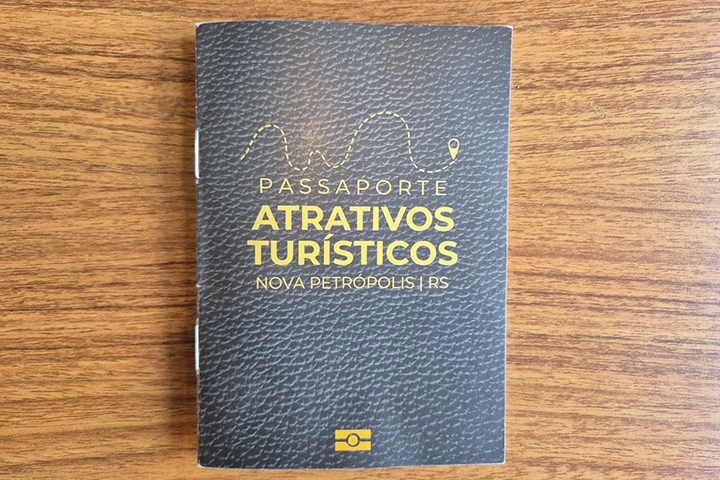 PASSAPORTE
ATRATIVOS
TURÍSTICOS
NOVA PETRÓPOLIS | RS